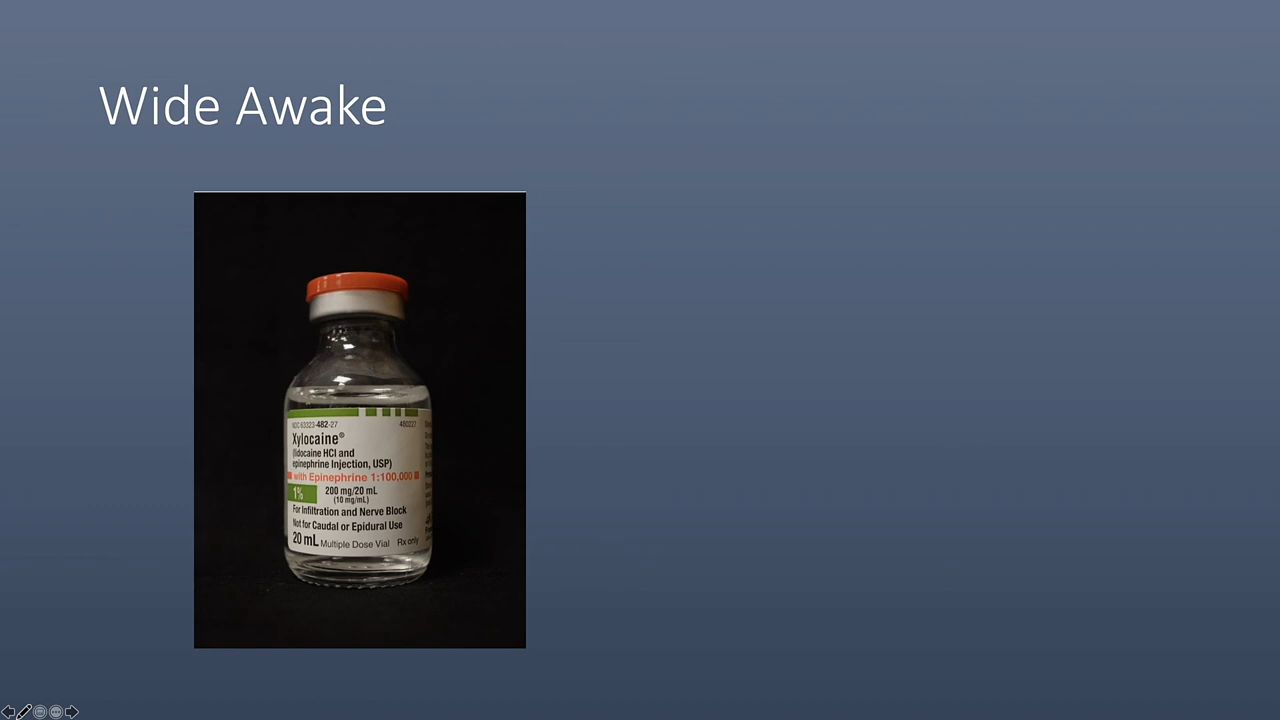 Wide Awake
NDC 63323-482-27 480227
Xylocaine®
(lidocaine HCl and
epinephrine Injection, USP)
with Epinephrine 1:100,000
1% 200 mg/20 mL
(10 mg/mL)
For Infiltration and Nerve Block
Not for Caudal or Epidural Use
20 mL Multiple Dose Vial Rx only